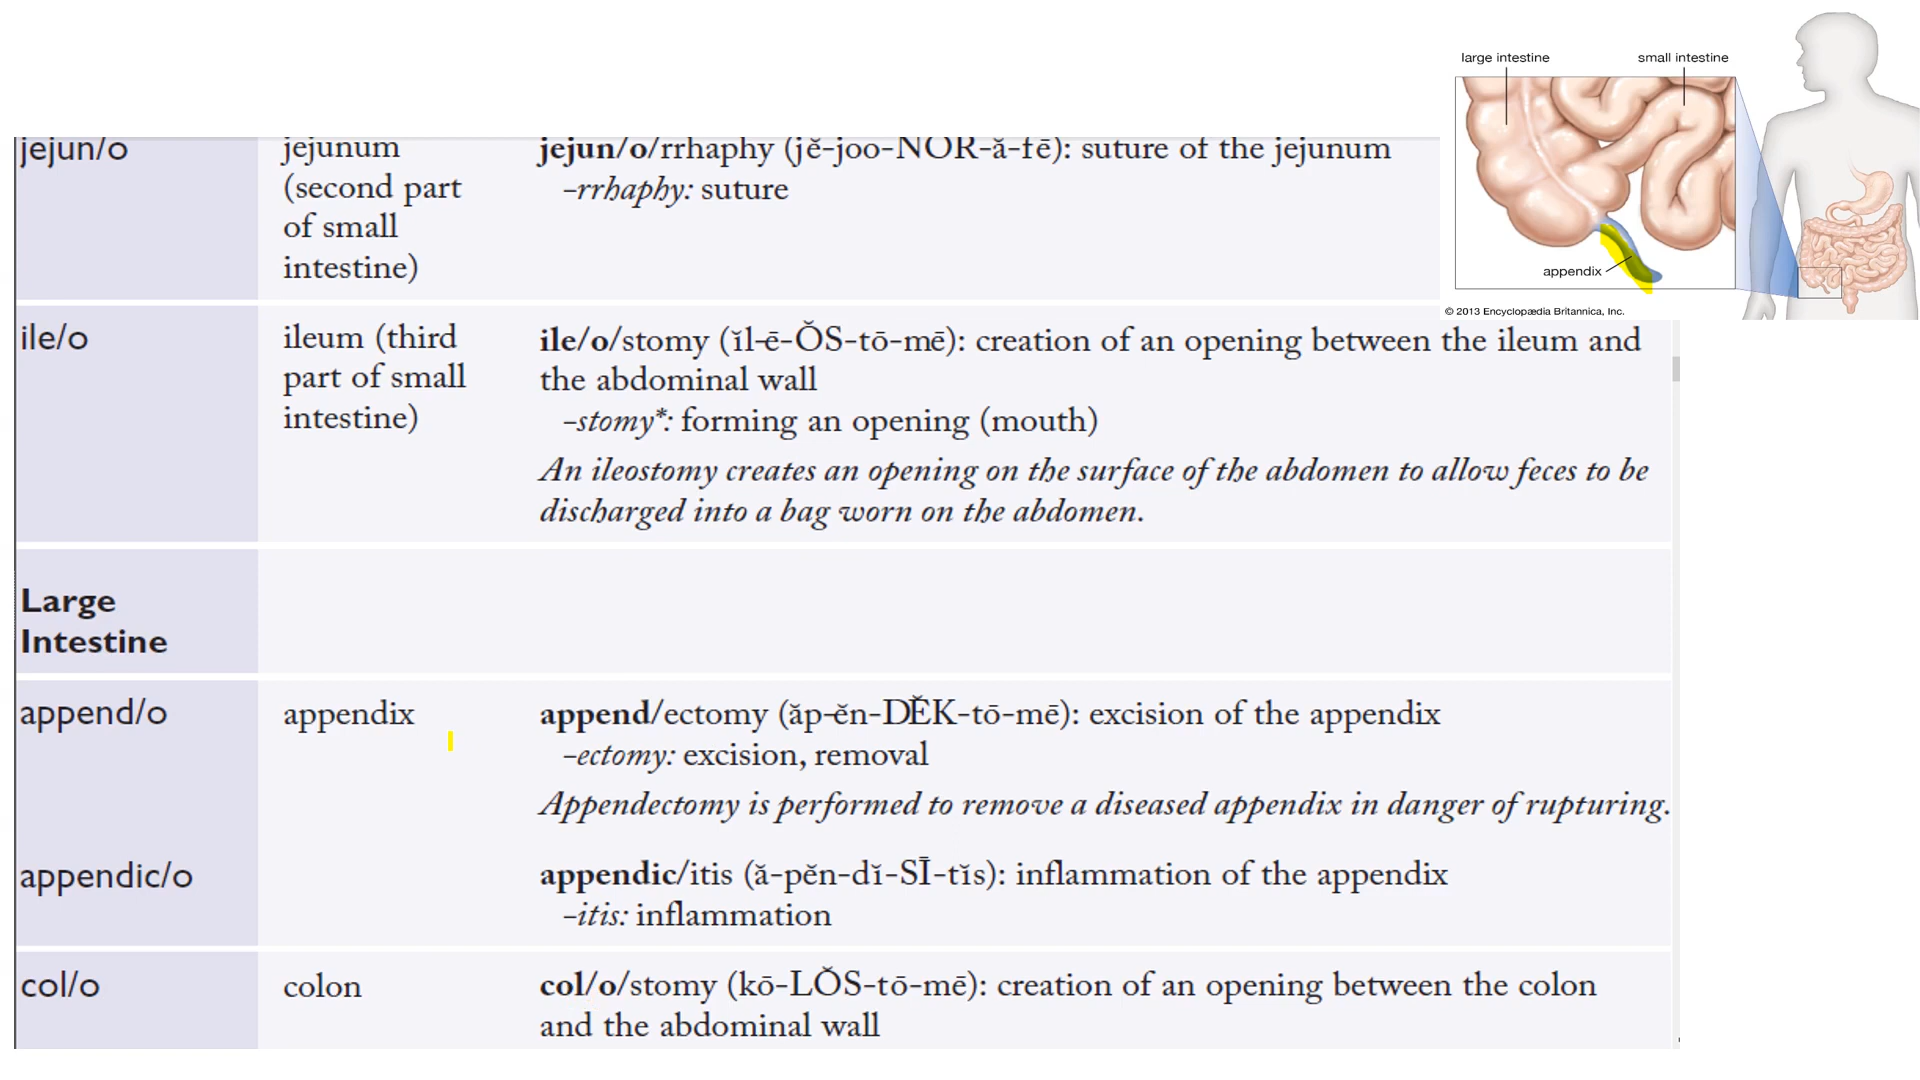 large intestine
small intestine
appendix
© 2013 Encyclopædia Britannica, Inc.
jejun/o
jejunum
(second part
of small
intestine)
jejun/o/rrhaphy (jĕ-joo-NOR-ă-fē): suture of the jejunum
–rrhaphy: suture
ile/o
ileum (third
part of small
intestine)
ile/o/stomy (ĭl-ē-ŎS-tō-mē): creation of an opening between the ileum and
the abdominal wall
–stomy*: forming an opening (mouth)
An ileostomy creates an opening on the surface of the abdomen to allow feces to be
discharged into a bag worn on the abdomen.
Large
Intestine
append/o
appendix
append/ectomy (ăp-ĕn-DĔK-tō-mē): excision of the appendix
–ectomy: excision, removal
Appendectomy is performed to remove a diseased appendix in danger of rupturing.
appendic/o
appendic/itis (ă-pĕn-dĭ-SĪ-tĭs): inflammation of the appendix
–itis: inflammation
col/o
colon
col/o/stomy (kō-LŎS-tō-mē): creation of an opening between the colon
and the abdominal wall